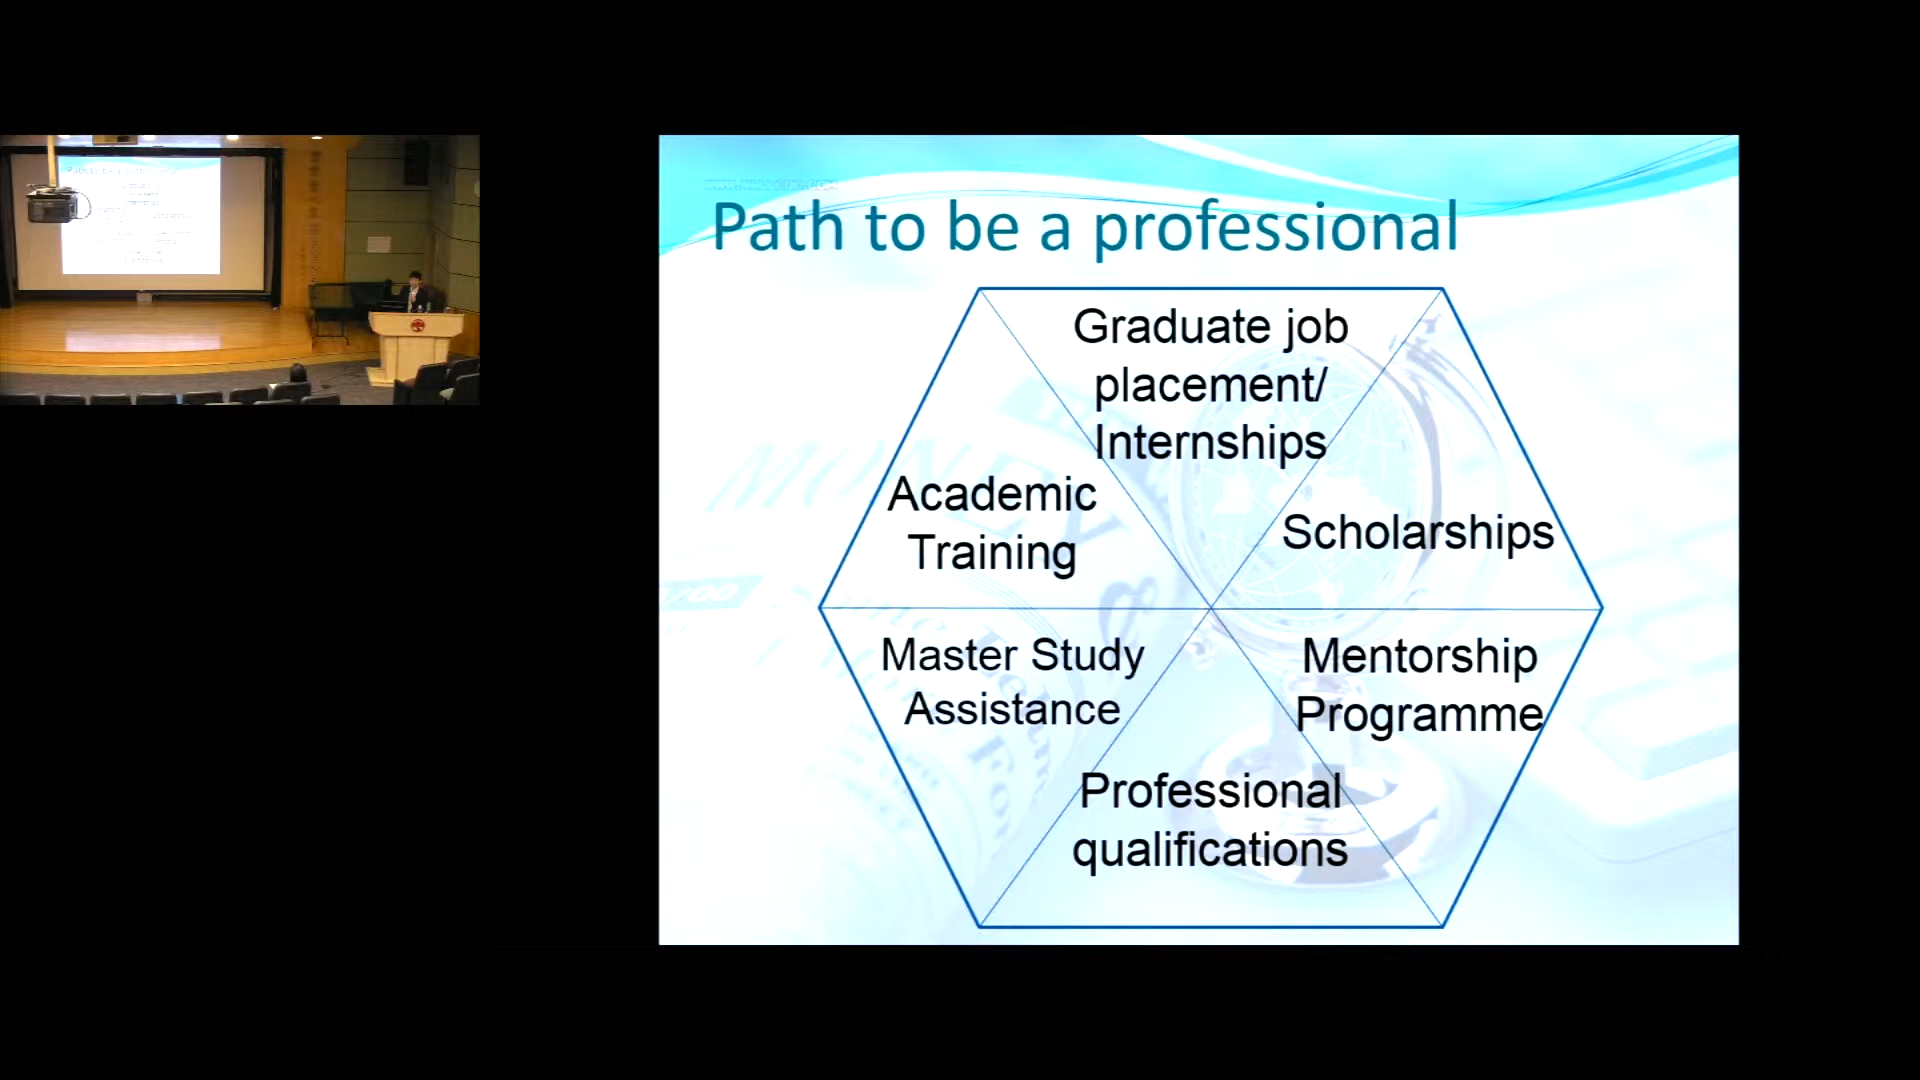 Path to be a professional
Graduate job
placement/
Internships
Academic
Training
Scholarships
Master Study
Assistance
Mentorship
Programme
Professional
qualifications